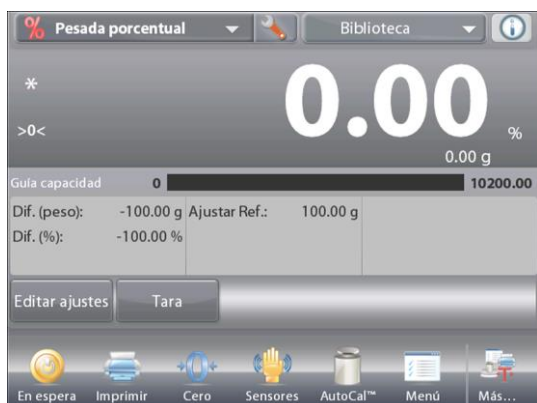 % Pesada porcentual Biblioteca
*
0.00
>0< %
0.00 g
Guía capacidad 0 10200.00
Dif. (peso): -100.00 g Ajustar Ref.: 100.00 g
Dif. (%): -100.00 %
Editar ajustes Tara
En espera Imprimir Cero Sensores AutoCal™ Menú Más...